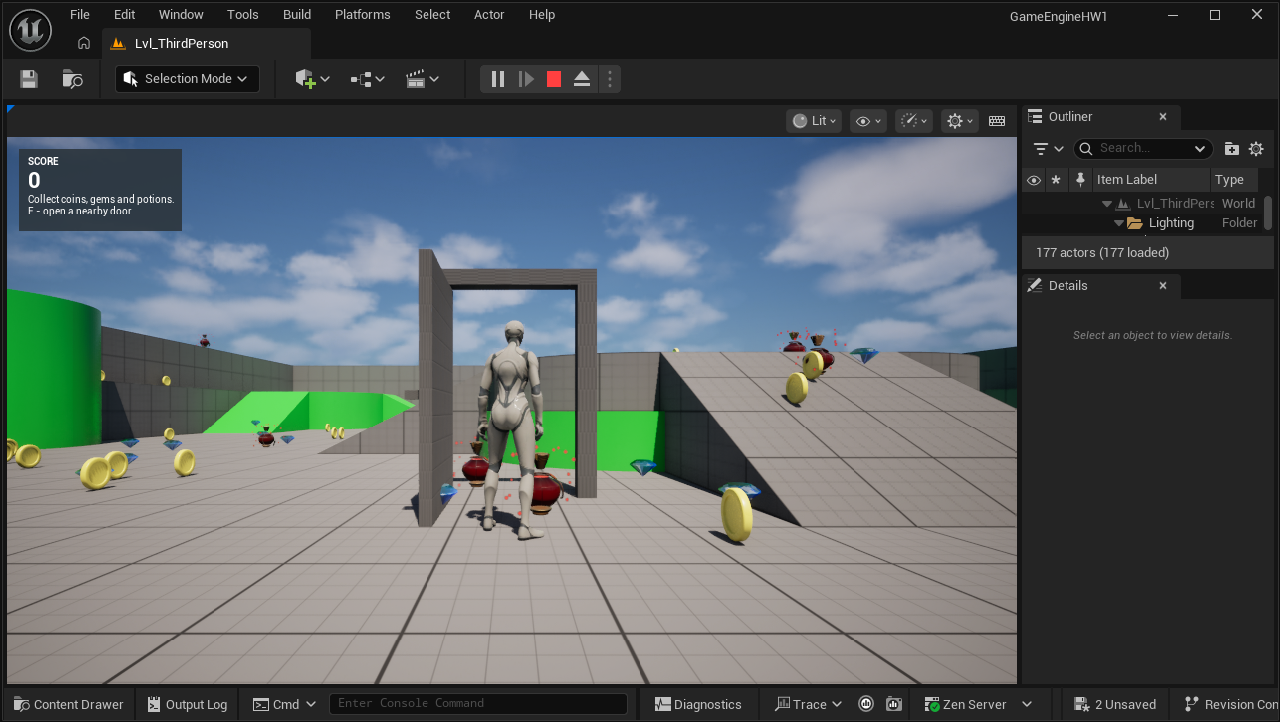 File Edit Window Tools Build Platforms Select Actor Help
GameEngineHW1
Lvl_ThirdPerson
Selection Mode
Lit
SCORE
0
Collect coins, gems and potions.
E - open a nearby door
Outliner
Search...
Item Label Type
Lvl_ThirdPers World
Lighting Folder
177 actors (177 loaded)
Details
Select an object to view details.
Content Drawer Output Log Cmd Enter Console Command Diagnostics Trace Zen Server 2 Unsaved Revision Con